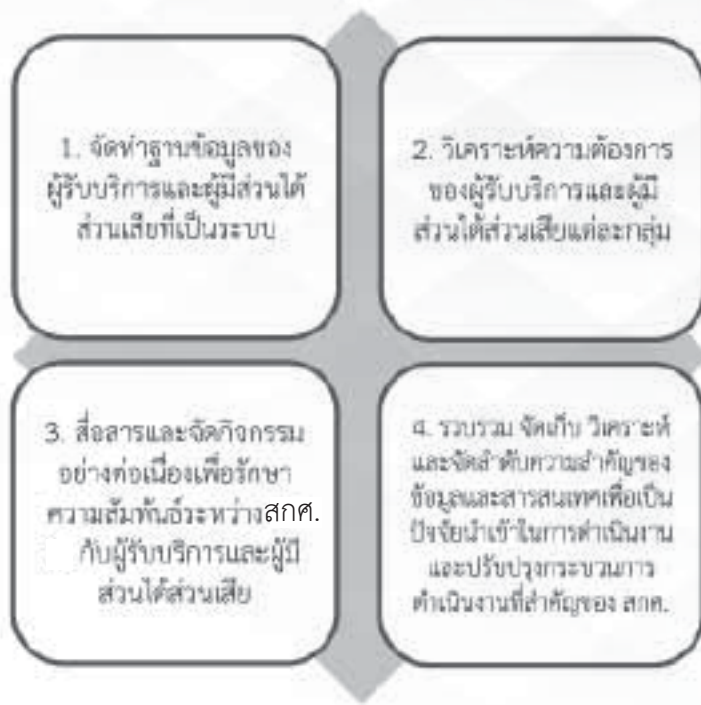 1. จัดทำฐานข้อมูลของ
ผู้รับบริการและผู้มีส่วนได้
ส่วนเสียที่เป็นระบบ
2. วิเคราะห์ความต้องการ
ของผู้รับบริการและผู้มี
ส่วนได้ส่วนเสียแต่ละกลุ่ม
3. สื่อสารและจัดกิจกรรม
อย่างต่อเนื่องเพื่อรักษา
ความสัมพันธ์ระหว่างสกศ.
กับผู้รับบริการและผู้มี
ส่วนได้ส่วนเสีย
4. รวบรวม จัดเก็บ วิเคราะห์
และจัดลำดับความสำคัญของ
ข้อมูลและสารสนเทศเพื่อเป็น
ปัจจัยนำเข้าในการดำเนินงาน
และปรับปรุงกระบวนการ
ดำเนินงานที่สำคัญของ สกศ.